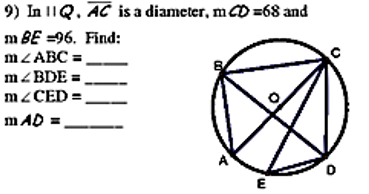 9) In ||Q, AC is a diameter, m CD =68 and
m BE =96. Find:
m∠ABC = _____
m∠BDE = _____
m∠CED = _____
m AD = _____
B C
Q
A D
E